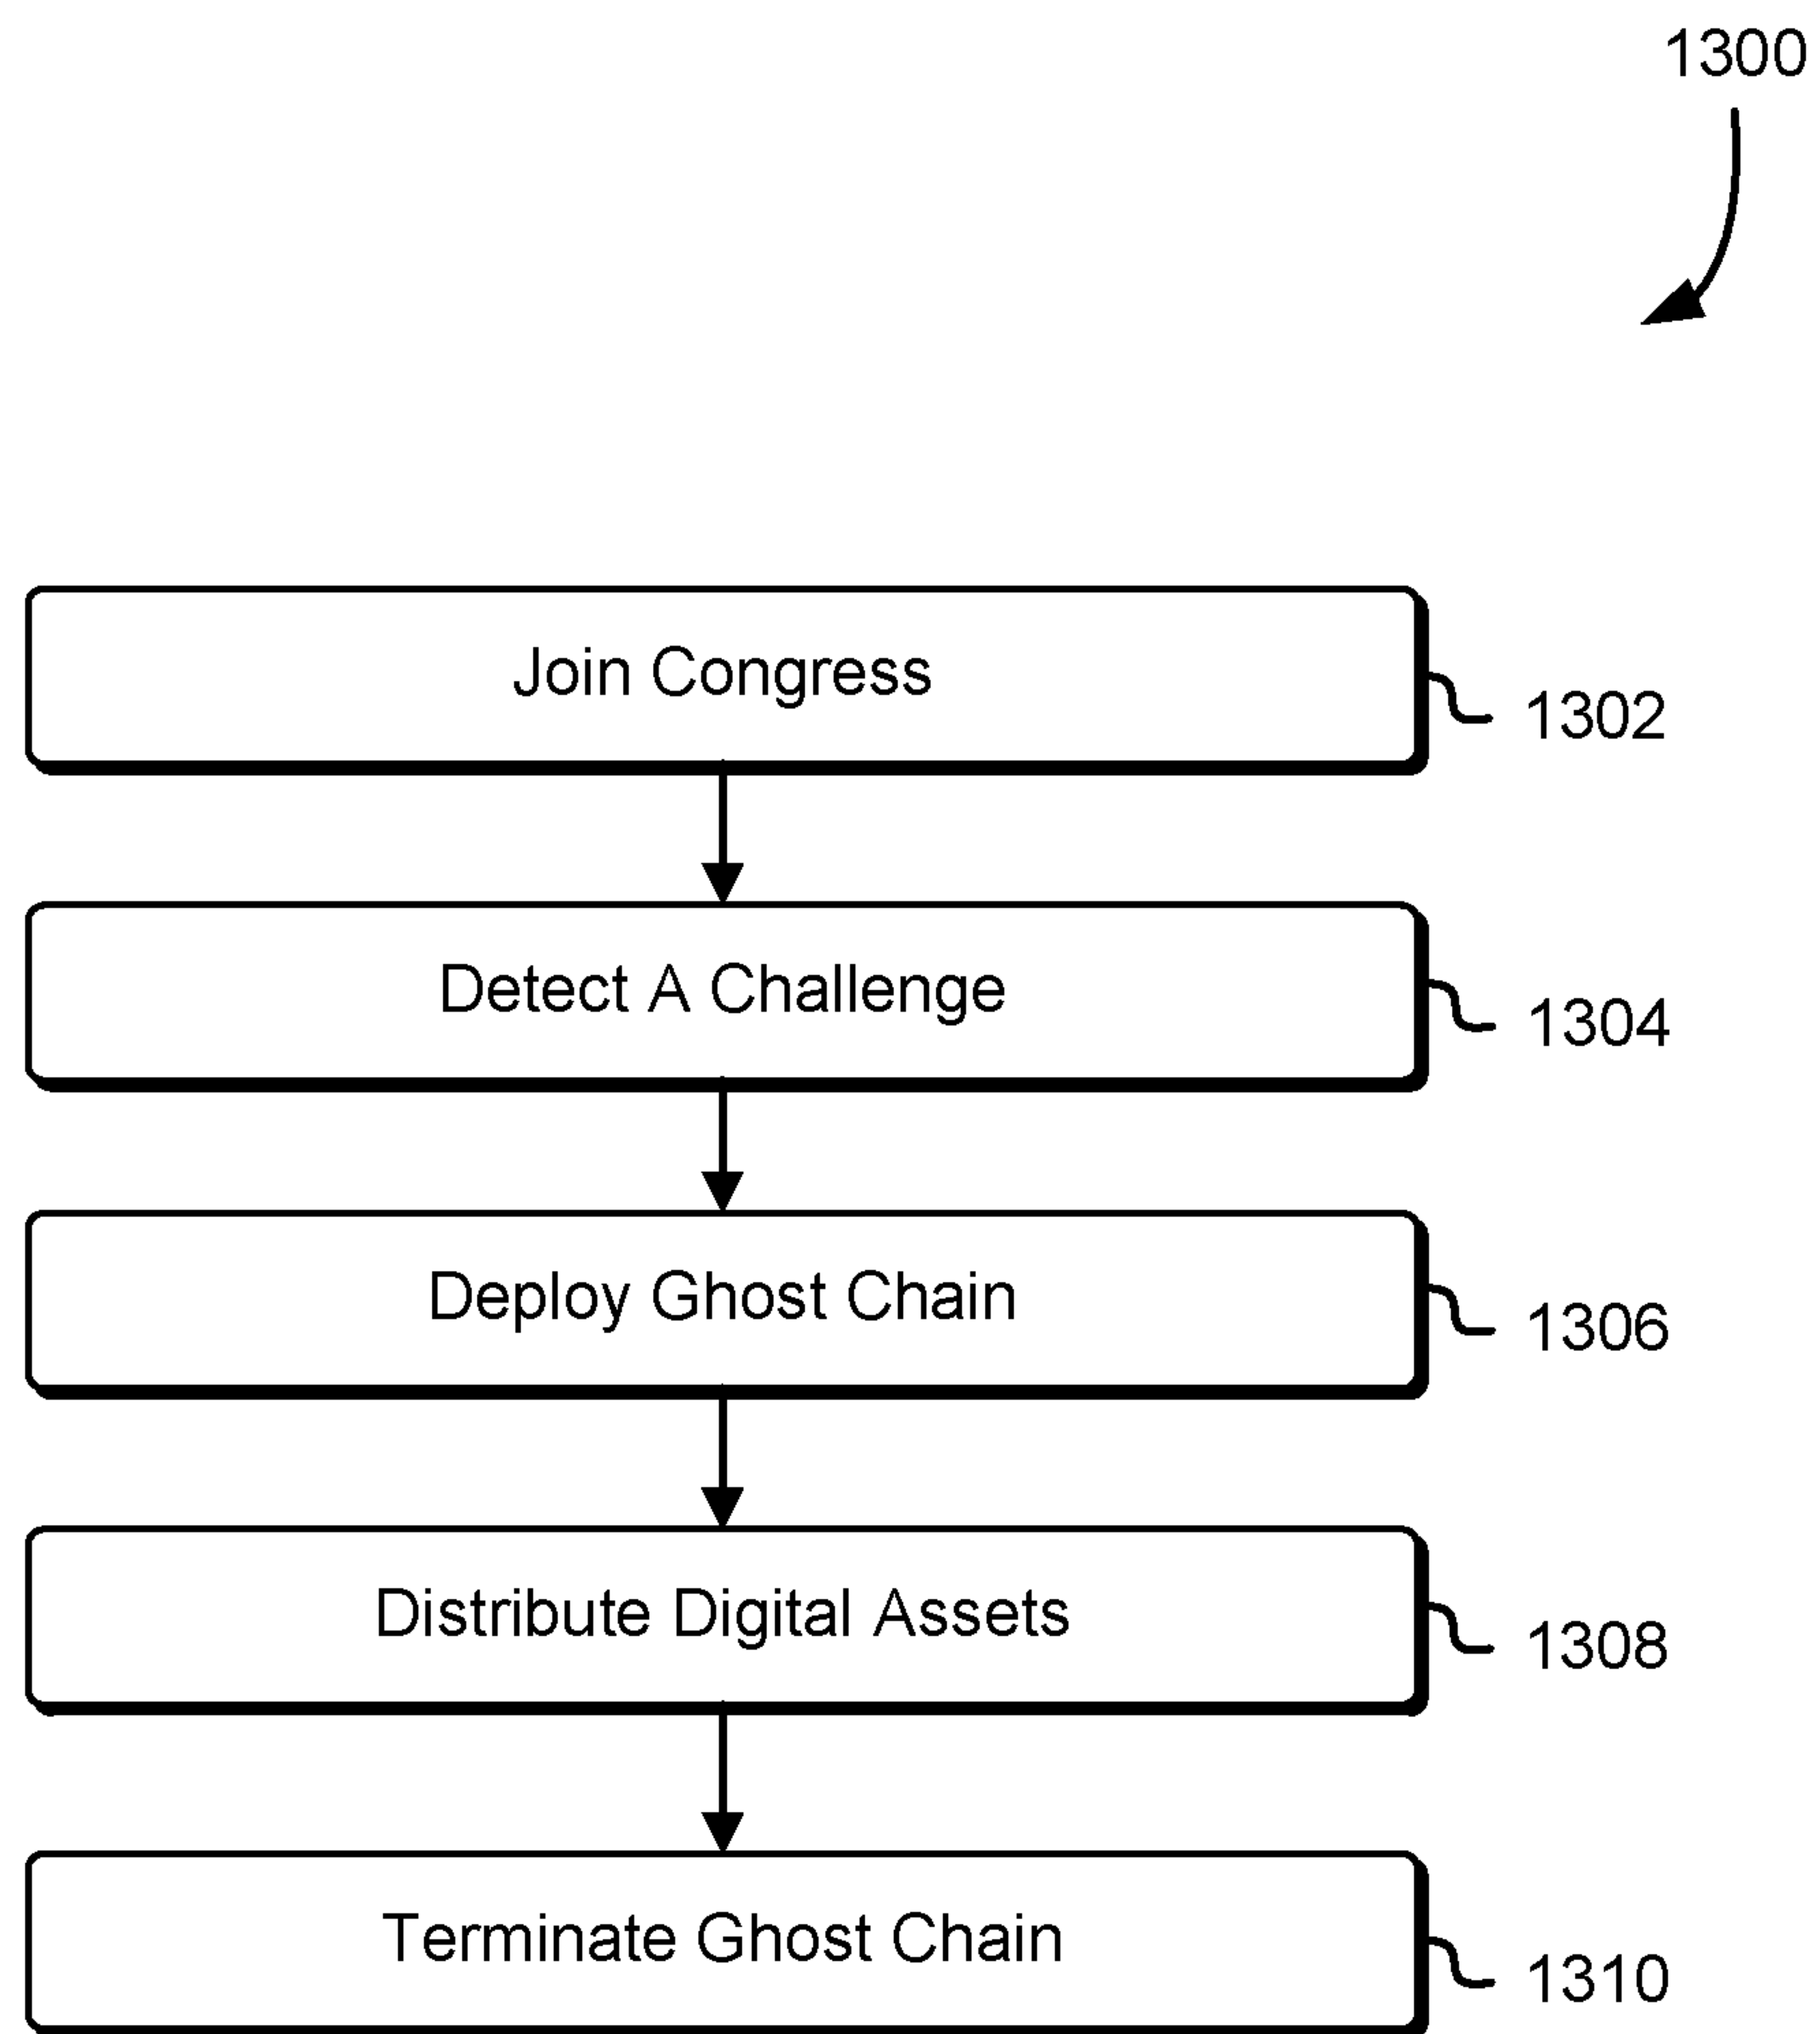 1300
Join Congress
1302
Detect A Challenge
1304
Deploy Ghost Chain
1306
Distribute Digital Assets
1308
Terminate Ghost Chain
1310